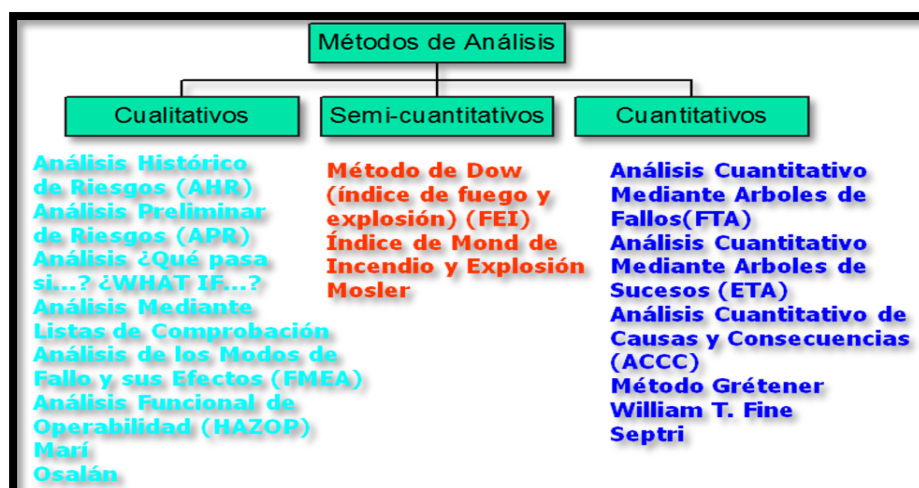 Métodos de Análisis
Cualitativos
Semi-cuantitativos
Cuantitativos
Análisis Histórico
de Riesgos (AHR)
Análisis Preliminar
de Riesgos (APR)
Análisis ¿Qué pasa
si...? ¿WHAT IF...?
Análisis Mediante
Listas de Comprobación
Análisis de los Modos de
Fallo y sus Efectos (FMEA)
Análisis Funcional de
Operabilidad (HAZOP)
Marí
Osalán
Método de Dow
(índice de fuego y
explosión) (FEI)
Índice de Mond de
Incendio y Explosión
Mosler
Análisis Cuantitativo
Mediante Arboles de
Fallos(FTA)
Análisis Cuantitativo
Mediante Arboles de
Sucesos (ETA)
Análisis Cuantitativo de
Causas y Consecuencias
(ACCC)
Método Grétener
William T. Fine
Septri